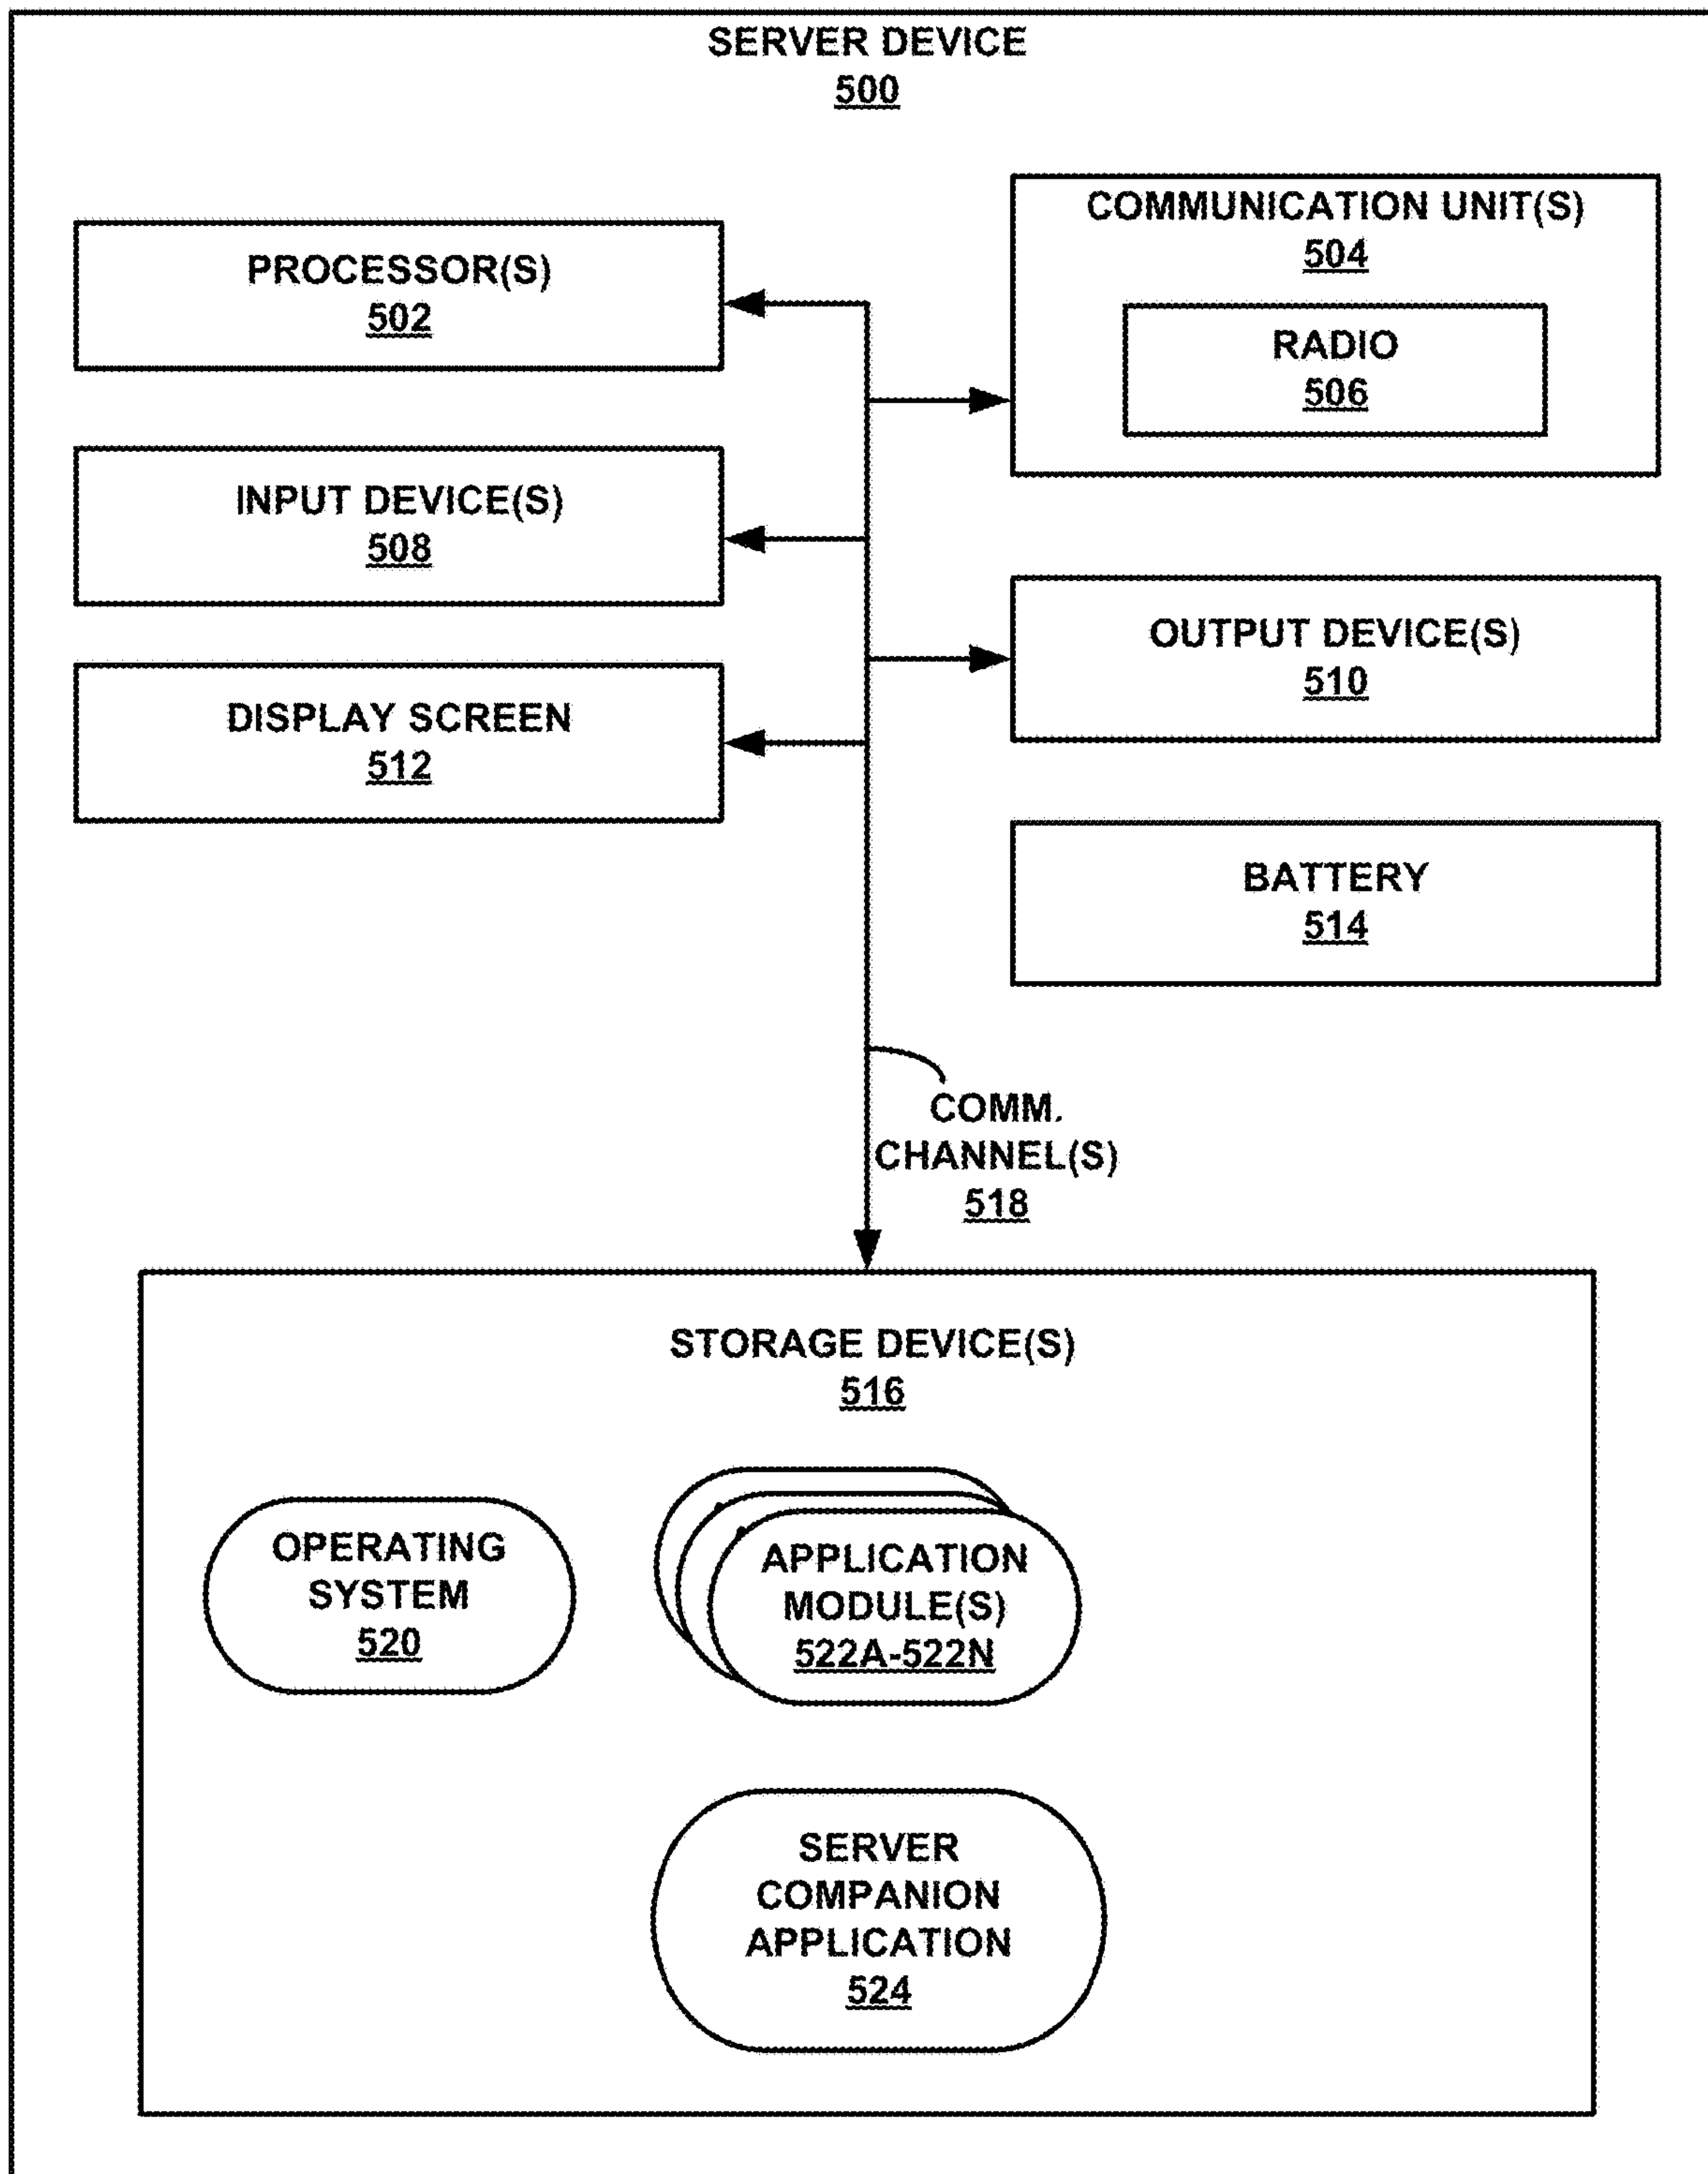 SERVER DEVICE
500
PROCESSOR(S)
502
COMMUNICATION UNIT(S)
504
RADIO
506
INPUT DEVICE(S)
508
OUTPUT DEVICE(S)
510
DISPLAY SCREEN
512
BATTERY
514
COMM.
CHANNEL(S)
518
STORAGE DEVICE(S)
516
OPERATING
SYSTEM
520
APPLICATION
MODULE(S)
522A-522N
SERVER
COMPANION
APPLICATION
524